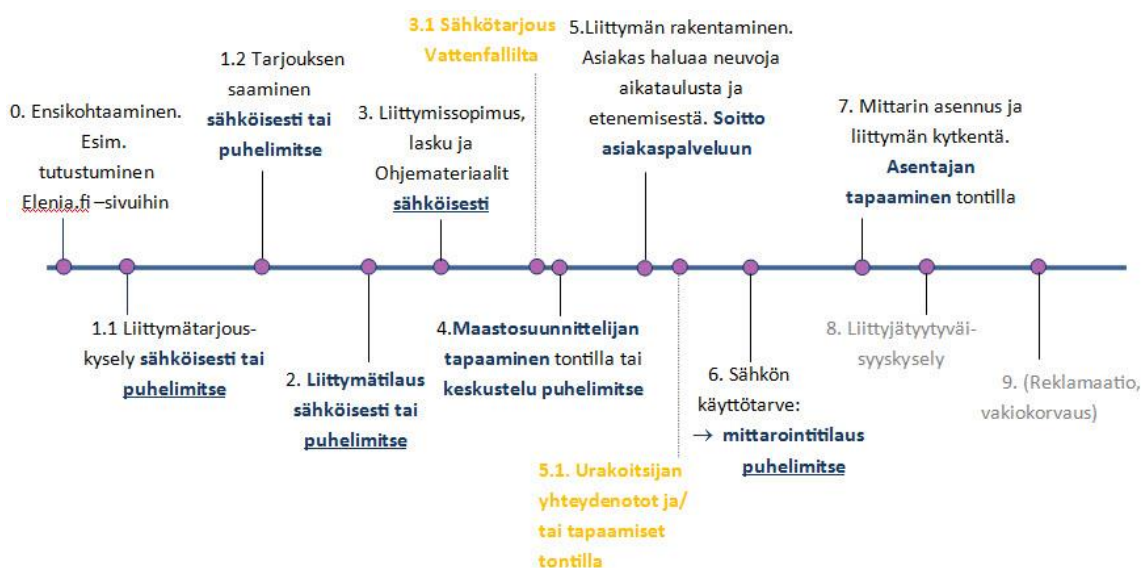 0. Ensikohtaaminen.
Esim.
tutustuminen
Elenia.fi –sivuihin
1.1 Liittymätarjous-
kysely sähköisesti tai
puhelimitse
1.2 Tarjouksen
saaminen
sähköisesti tai
puhelimitse
2. Liittymätilaus
sähköisesti tai
puhelimitse
3. Liittymissopimus,
lasku ja
Ohjemateriaalit
sähköisesti
3.1 Sähkötarjous
Vattenfallilta
4.Maastosuunnittelijan
tapaaminen tontilla tai
keskustelu puhelimitse
5.Liittymän rakentaminen.
Asiakas haluaa neuvoja
aikataulusta ja
etenemisestä. Soitto
asiakaspalveluun
5.1. Urakoitsijan
yhteydenotot ja/
tai tapaamiset
tontilla
6. Sähkön
käyttötarve:
→ mittarointitilaus
puhelimitse
7. Mittarin asennus ja
liittymän kytkentä.
Asentajan
tapaaminen tontilla
8. Liittyjätyytyväi-
syyskysely
9. (Reklamaatio,
vakiokorvaus)